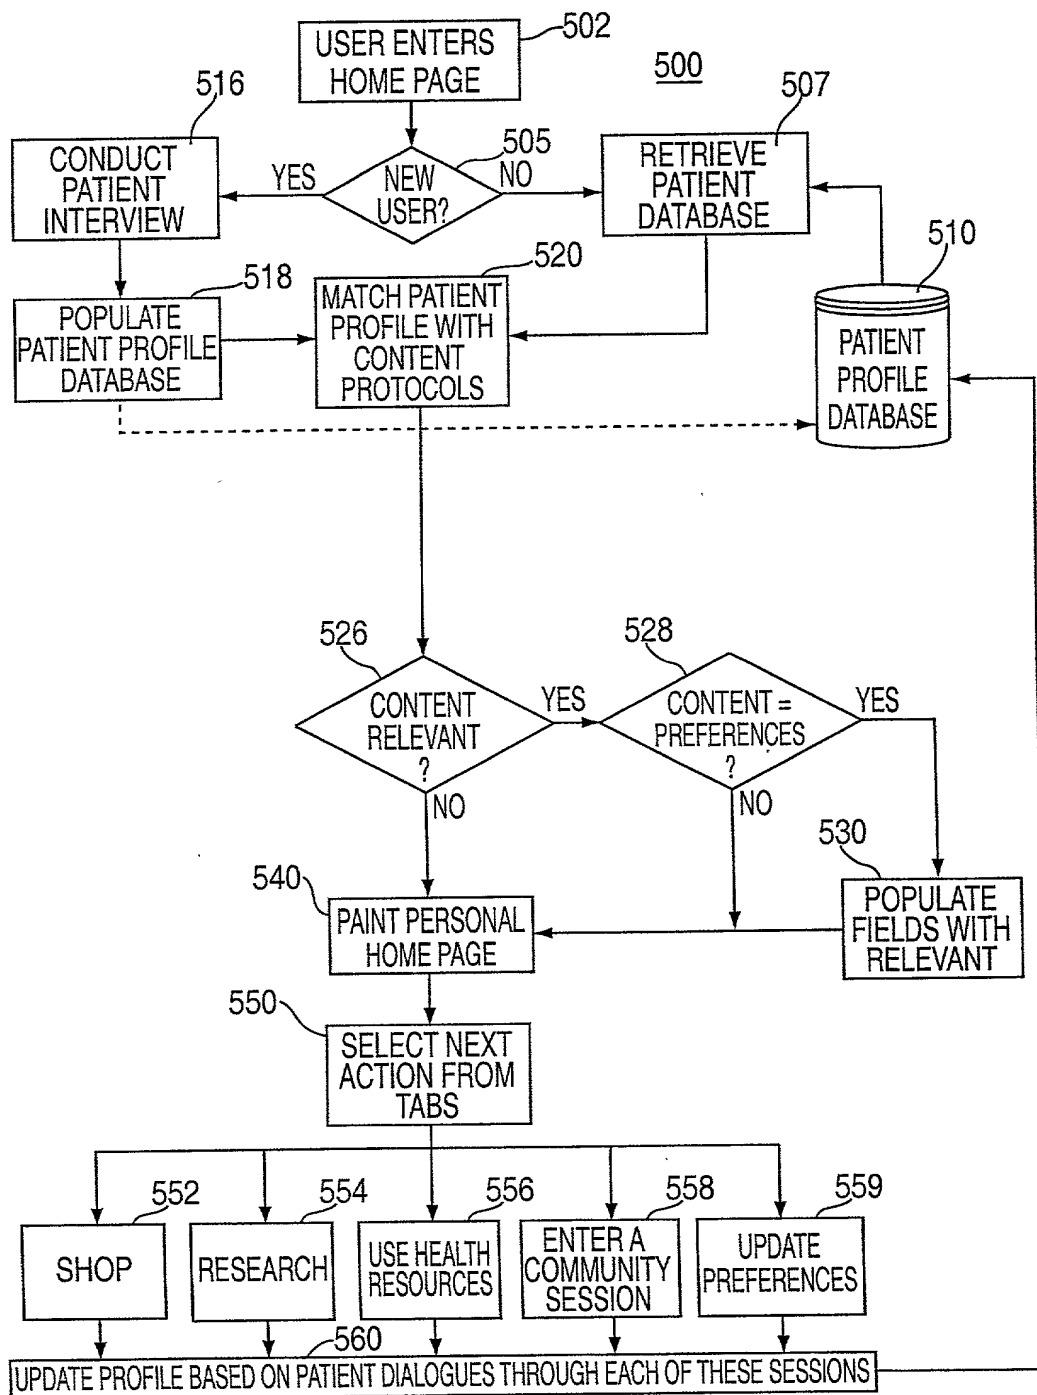 502
USER ENTERS
HOME PAGE
500
516
507
505
CONDUCT
PATIENT
INTERVIEW
YES
NEW
USER?
NO
RETRIEVE
PATIENT
DATABASE
510
518
520
POPULATE
PATIENT PROFILE
DATABASE
MATCH PATIENT
PROFILE WITH
CONTENT
PROTOCOLS
PATIENT
PROFILE
DATABASE
526
528
CONTENT
RELEVANT
?
YES
CONTENT =
PREFERENCES
?
YES
NO
NO
530
540
PAINT PERSONAL
HOME PAGE
POPULATE
FIELDS WITH
RELEVANT
550
SELECT NEXT
ACTION FROM
TABS
552
554
556
558
559
SHOP
RESEARCH
USE HEALTH
RESOURCES
ENTER A
COMMUNITY
SESSION
UPDATE
PREFERENCES
560
UPDATE PROFILE BASED ON PATIENT DIALOGUES THROUGH EACH OF THESE SESSIONS